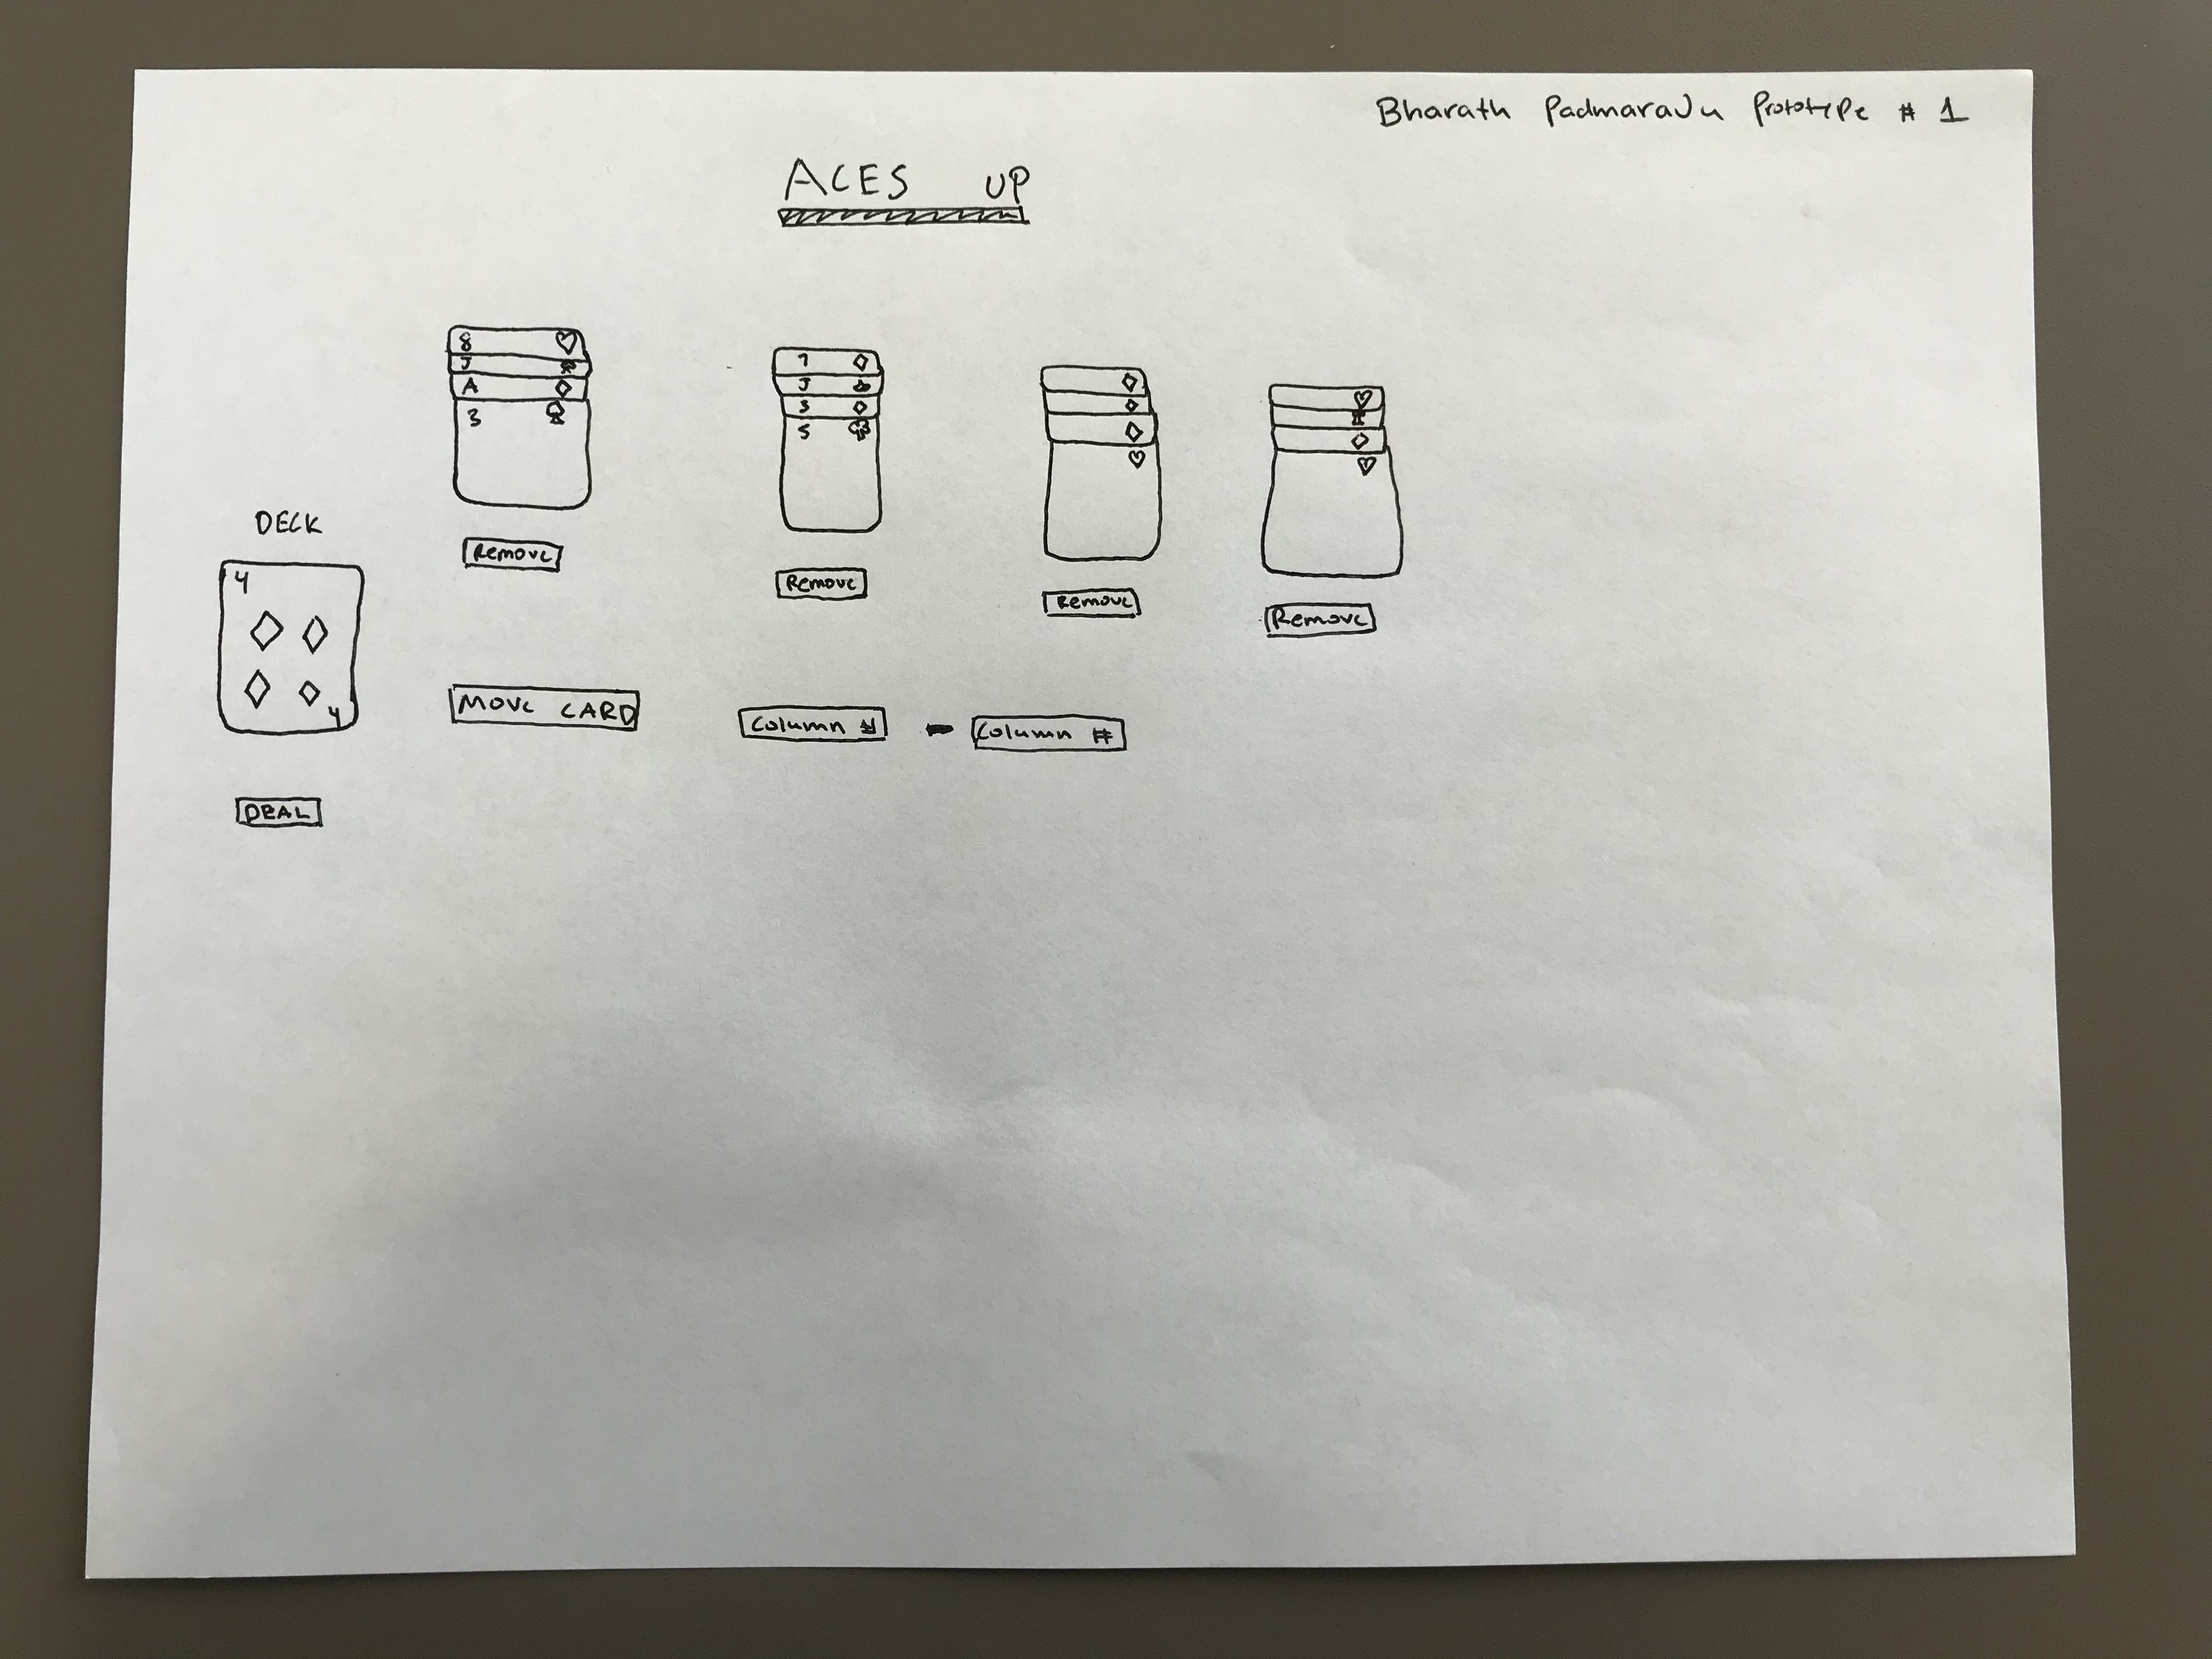 Bharath Padmaraju Prototype # 1
ACES UP
8
J
A
3
7
J
3
5
DECK
Remove
Remove
Remove
Remove
4
4
MOVE CARD
Column #
- Column #
DEAL